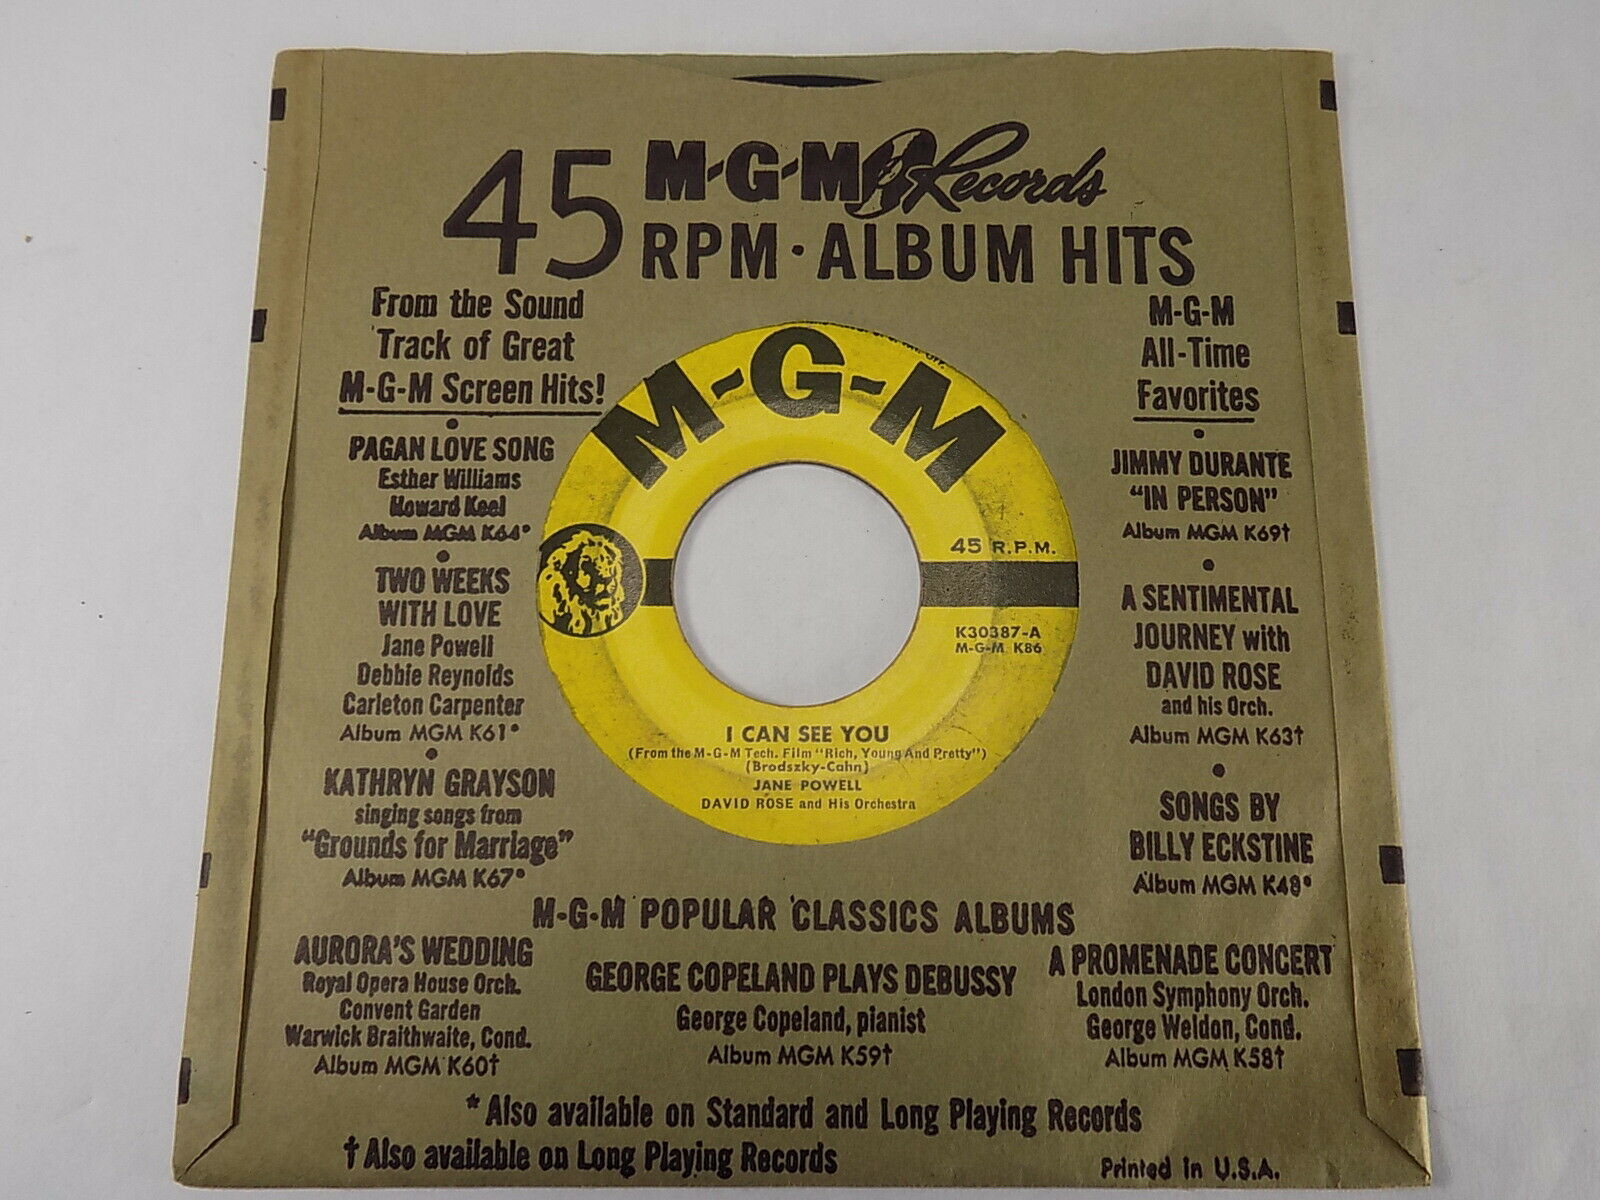 45 M-G-M Records
RPM · ALBUM HITS
From the Sound
Track of Great
M-G-M Screen Hits!
PAGAN LOVE SONG
Esther Williams
Howard Keel
Album MGM K64*
TWO WEEKS
WITH LOVE
Jane Powell
Debbie Reynolds
Carleton Carpenter
Album MGM K61*
KATHRYN GRAYSON
singing songs from
"Grounds for Marriage"
Album MGM K67*
M-G-M
45 R.P.M.
K30387-A
M-G-M K86
I CAN SEE YOU
(From the M-G-M Tech. Film "Rich, Young And Pretty")
(Brodszky-Cahn)
JANE POWELL
DAVID ROSE and His Orchestra
M-G-M
All-Time
Favorites
JIMMY DURANTE
"IN PERSON"
Album MGM K69†
A SENTIMENTAL
JOURNEY with
DAVID ROSE
and his Orch.
Album MGM K63†
SONGS BY
BILLY ECKSTINE
Album MGM K48*
M-G-M POPULAR CLASSICS ALBUMS
AURORA'S WEDDING
Royal Opera House Orch.
Convent Garden
Warwick Braithwaite, Cond.
Album MGM K60†
GEORGE COPELAND PLAYS DEBUSSY
George Copeland, pianist
Album MGM K59†
A PROMENADE CONCERT
London Symphony Orch.
George Weldon, Cond.
Album MGM K58†
*Also available on Standard and Long Playing Records
† Also available on Long Playing Records
Printed in U.S.A.